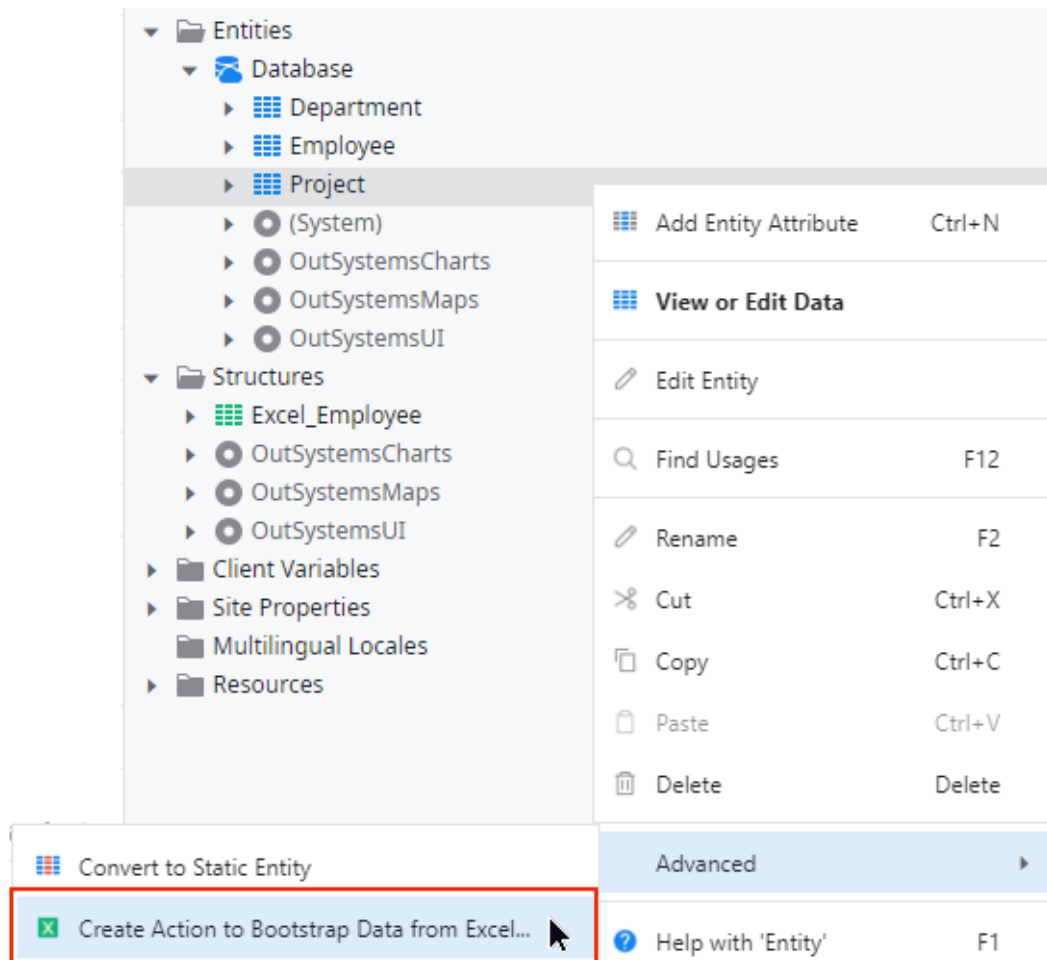 Entities
Database
Department
Employee
Project
(System)
OutSystemsCharts
OutSystemsMaps
OutSystemsUI
Structures
Excel_Employee
OutSystemsCharts
OutSystemsMaps
OutSystemsUI
Client Variables
Site Properties
Multilingual Locales
Resources
Add Entity Attribute Ctrl+N
View or Edit Data
Edit Entity
Find Usages F12
Rename F2
Cut Ctrl+X
Copy Ctrl+C
Paste Ctrl+V
Delete Delete
Advanced
Help with 'Entity' F1
Convert to Static Entity
Create Action to Bootstrap Data from Excel...